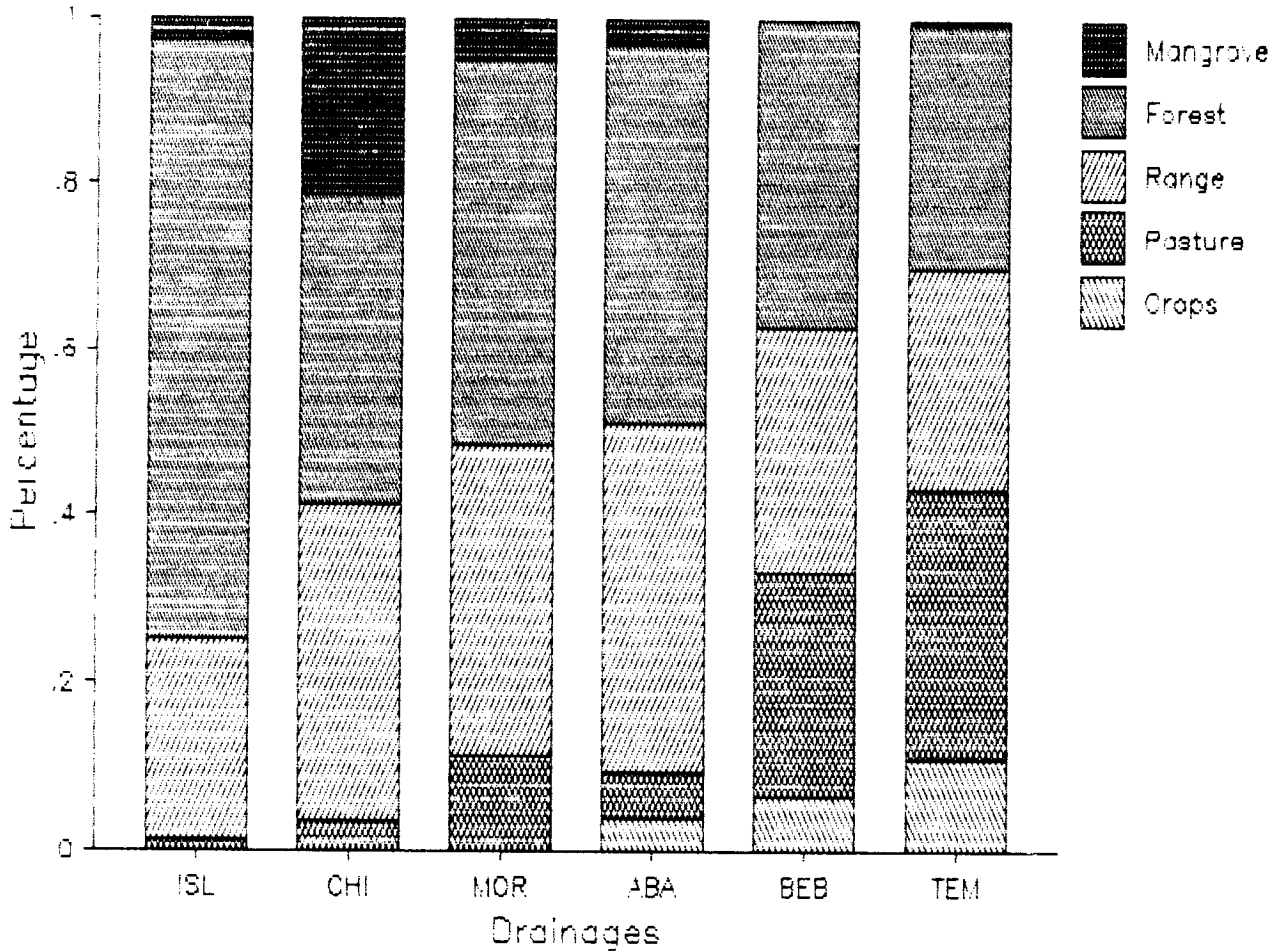 1
.8
.6
.4
.2
0
Percentage
ISL
CHI
MOR
ABA
BEB
TEM
Drainages
Mangrove
Forest
Range
Pasture
Crops